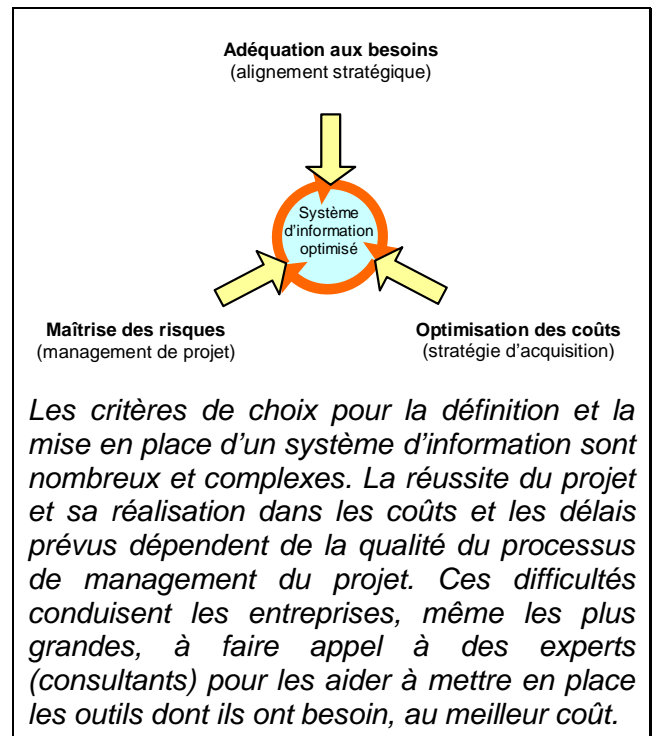 Adéquation aux besoins
(alignement stratégique)
Système
d'information
optimisé
Maîtrise des risques
(management de projet)
Optimisation des coûts
(stratégie d'acquisition)
Les critères de choix pour la définition et la
mise en place d'un système d'information sont
nombreux et complexes. La réussite du projet
et sa réalisation dans les coûts et les délais
prévus dépendent de la qualité du processus
de management du projet. Ces difficultés
conduisent les entreprises, même les plus
grandes, à faire appel à des experts
(consultants) pour les aider à mettre en place
les outils dont ils ont besoin, au meilleur coût.